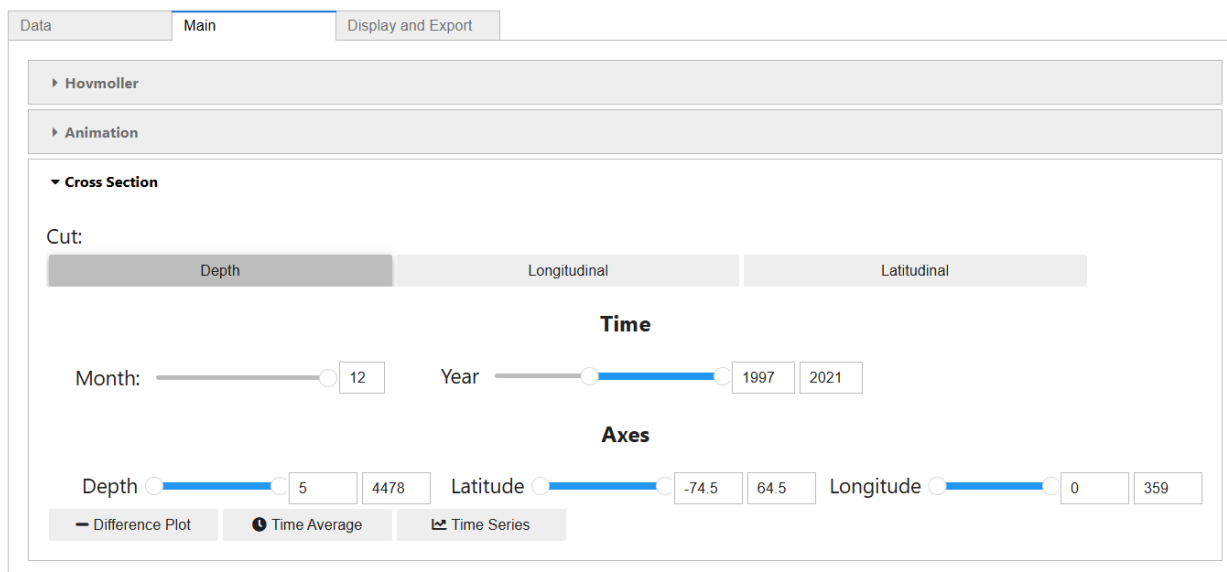 Data Main Display and Export
Hovmoller
Animation
Cross Section
Cut:
Depth Longitudinal Latitudinal
Time
Month: 12 Year 1997 2021
Axes
Depth 5 4478 Latitude -74.5 64.5 Longitude 0 359
Difference Plot Time Average Time Series